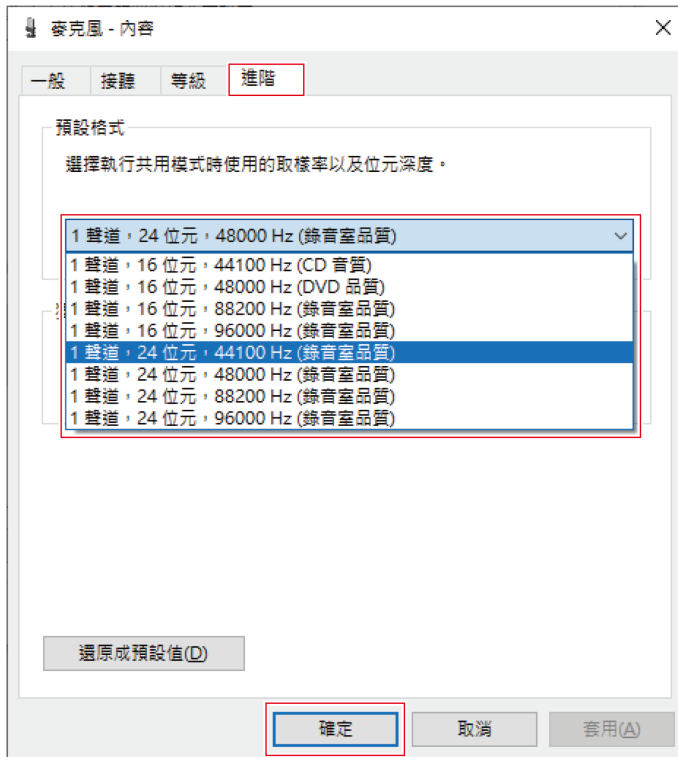 麥克風 - 內容
一般 接聽 等級 進階
預設格式
選擇執行共用模式時使用的取樣率以及位元深度。
1 聲道，24 位元，48000 Hz (錄音室品質)
1 聲道，16 位元，44100 Hz (CD 音質)
1 聲道，16 位元，48000 Hz (DVD 品質)
1 聲道，16 位元，88200 Hz (錄音室品質)
1 聲道，16 位元，96000 Hz (錄音室品質)
1 聲道，24 位元，44100 Hz (錄音室品質)
1 聲道，24 位元，48000 Hz (錄音室品質)
1 聲道，24 位元，88200 Hz (錄音室品質)
1 聲道，24 位元，96000 Hz (錄音室品質)
還原成預設值(D)
確定 取消 套用(A)